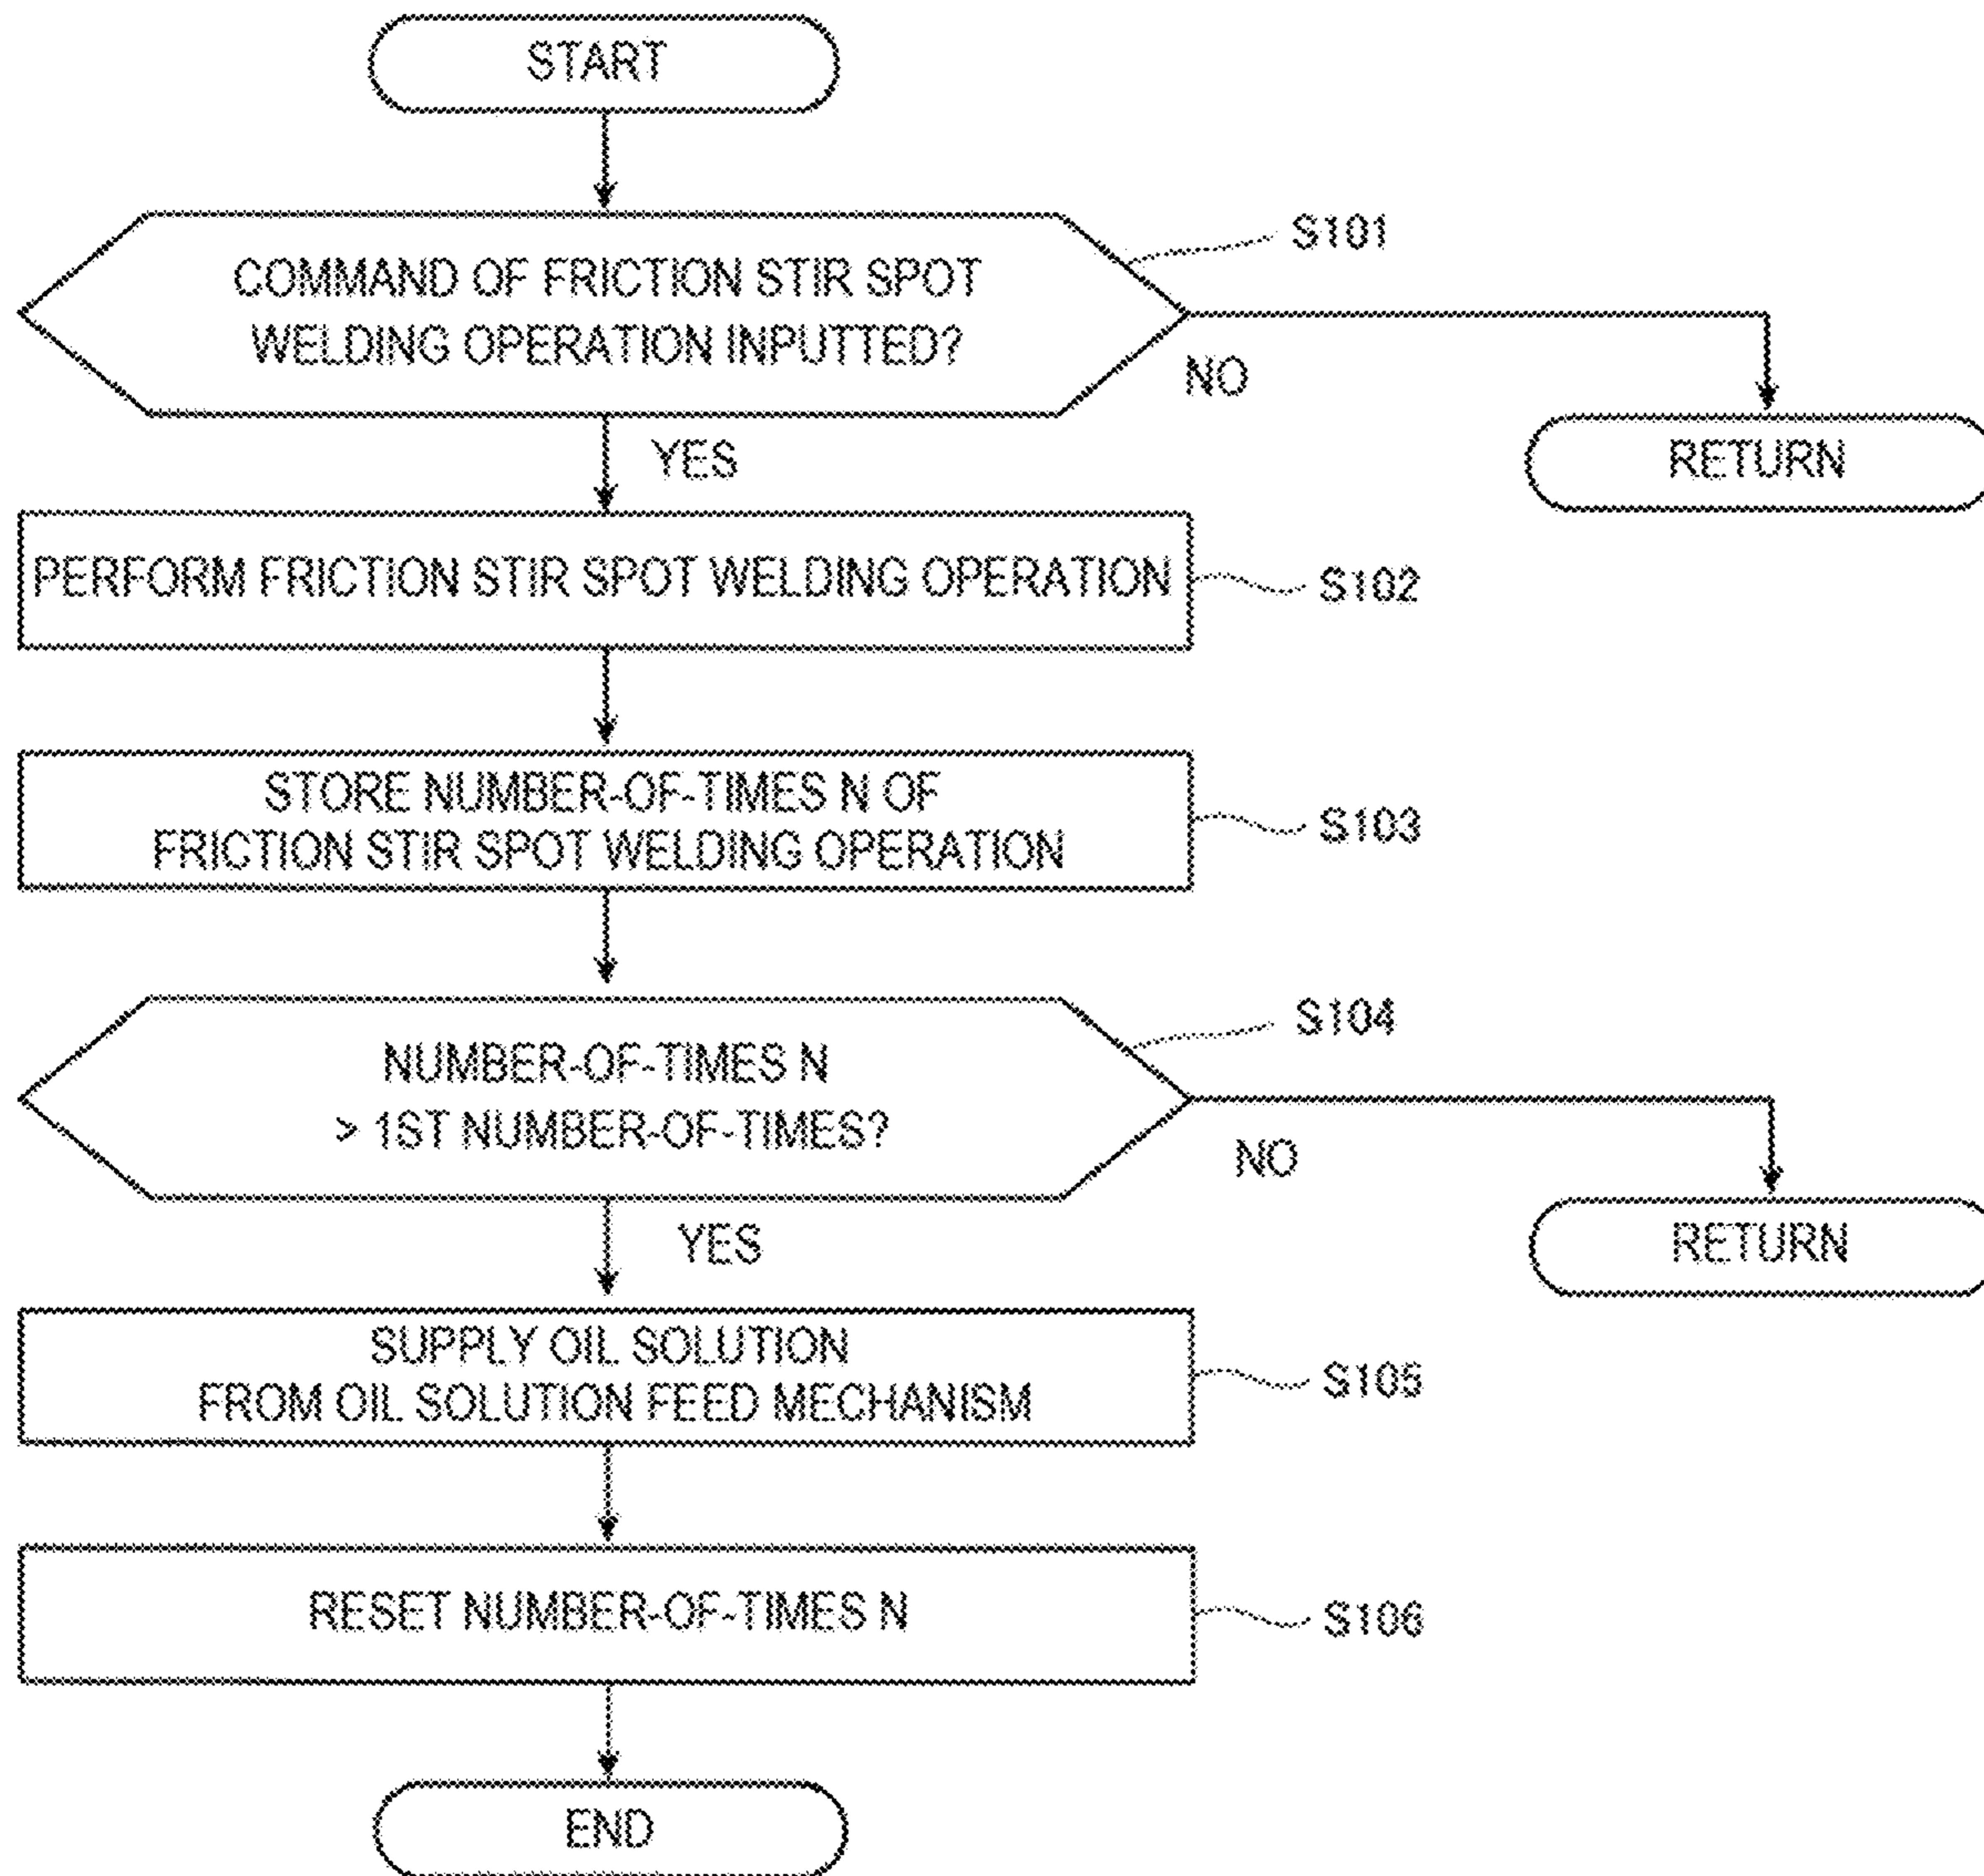 START
COMMAND OF FRICTION STIR SPOT
WELDING OPERATION INPUTTED?
S101
NO
RETURN
YES
PERFORM FRICTION STIR SPOT WELDING OPERATION
S102
STORE NUMBER-OF-TIMES N OF
FRICTION STIR SPOT WELDING OPERATION
S103
NUMBER-OF-TIMES N
> 1ST NUMBER-OF-TIMES?
S104
NO
RETURN
YES
SUPPLY OIL SOLUTION
FROM OIL SOLUTION FEED MECHANISM
S105
RESET NUMBER-OF-TIMES N
S106
END